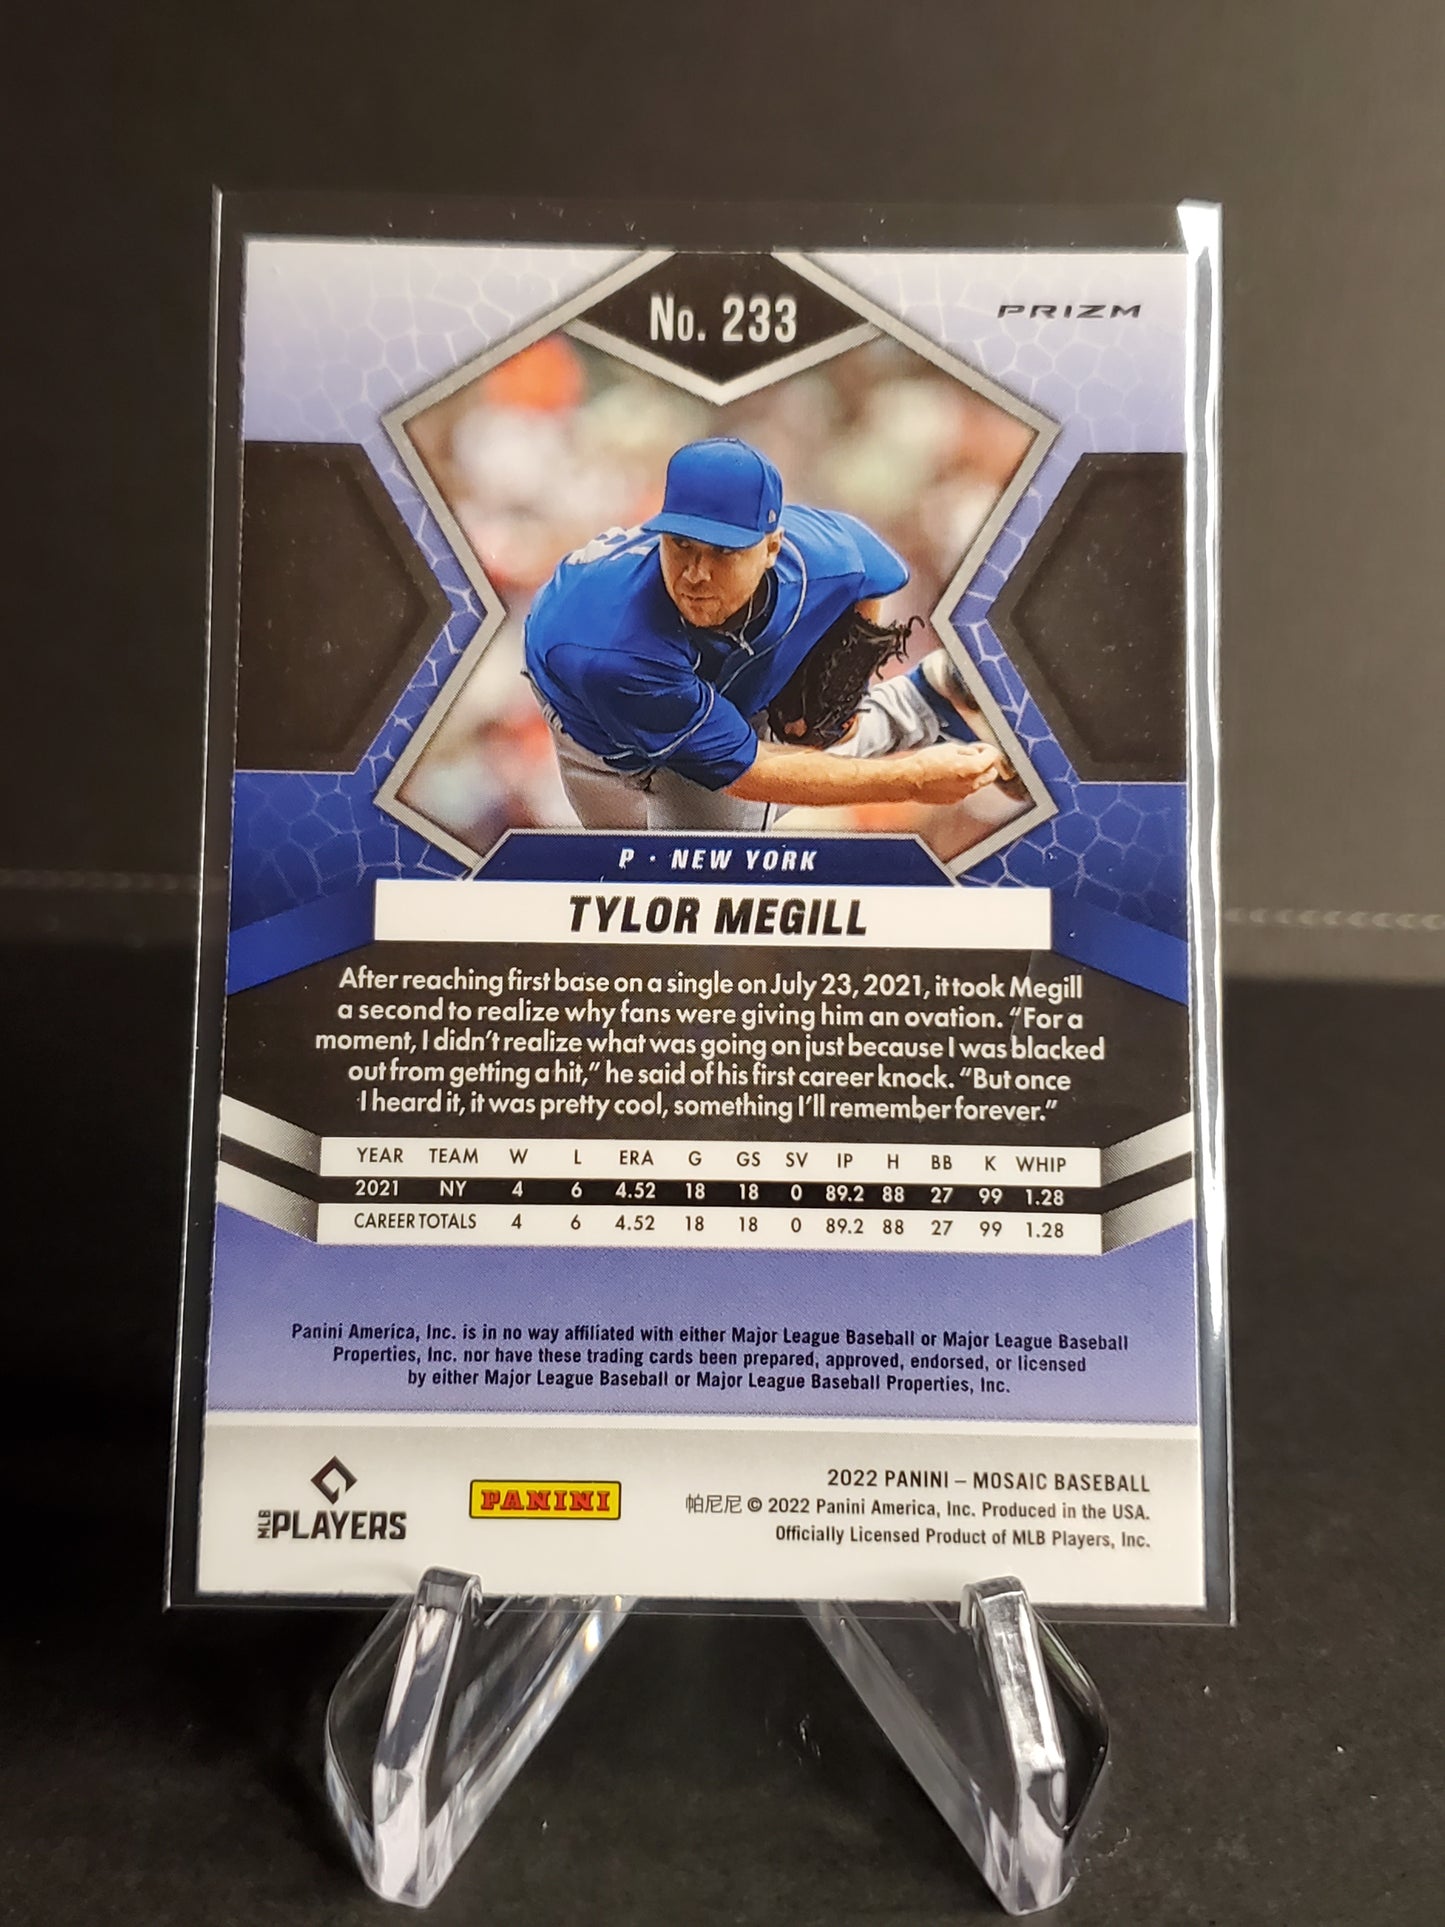 No. 233
PRIZM
P · NEW YORK
TYLOR MEGILL
After reaching first base on a single on July 23, 2021, it took Megill
a second to realize why fans were giving him an ovation. “For a
moment, I didn’t realize what was going on just because I was blacked
out from getting a hit,” he said of his first career knock. “But once
I heard it, it was pretty cool, something I’ll remember forever.”
YEAR TEAM W L ERA G GS SV IP H BB K WHIP
2021 NY 4 6 4.52 18 18 0 89.2 88 27 99 1.28
CAREER TOTALS 4 6 4.52 18 18 0 89.2 88 27 99 1.28
Panini America, Inc. is in no way affiliated with either Major League Baseball or Major League Baseball
Properties, Inc. nor have these trading cards been prepared, approved, endorsed, or licensed
by either Major League Baseball or Major League Baseball Properties, Inc.
MLB PLAYERS
PANINI
2022 PANINI – MOSAIC BASEBALL
帕尼尼 © 2022 Panini America, Inc. Produced in the USA.
Officially Licensed Product of MLB Players, Inc.